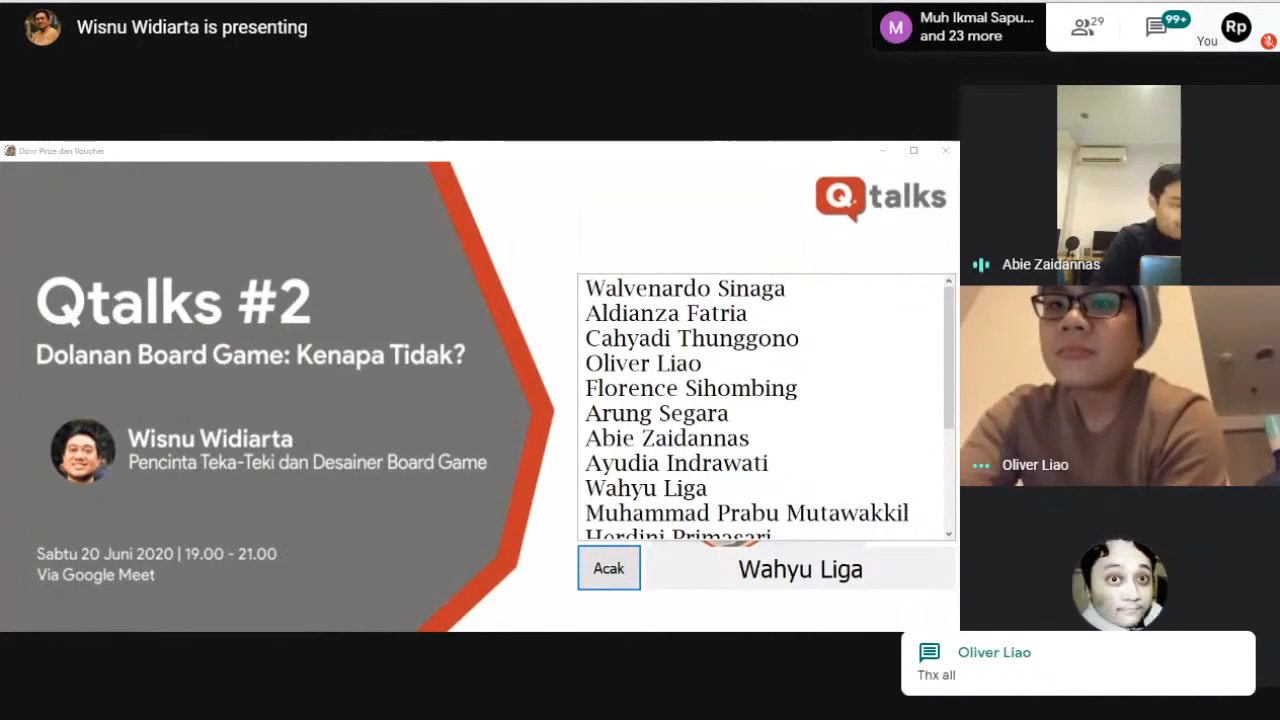 Wisnu Widiarta is presenting
M
Muh Ikmal Sapu...
and 23 more
29
99+
You
Rp
Door Prize dan Voucher
Q talks
Qtalks #2
Dolanan Board Game: Kenapa Tidak?
Wisnu Widiarta
Pencinta Teka-Teki dan Desainer Board Game
Sabtu 20 Juni 2020 | 19.00 - 21.00
Via Google Meet
Walvenardo Sinaga
Aldianza Fatria
Cahyadi Thunggono
Oliver Liao
Florence Sihombing
Arung Segara
Abie Zaidannas
Ayudia Indrawati
Wahyu Liga
Muhammad Prabu Mutawakkil
Herdini Primasari
Acak
Wahyu Liga
Abie Zaidannas
Oliver Liao
Oliver Liao
Thx all